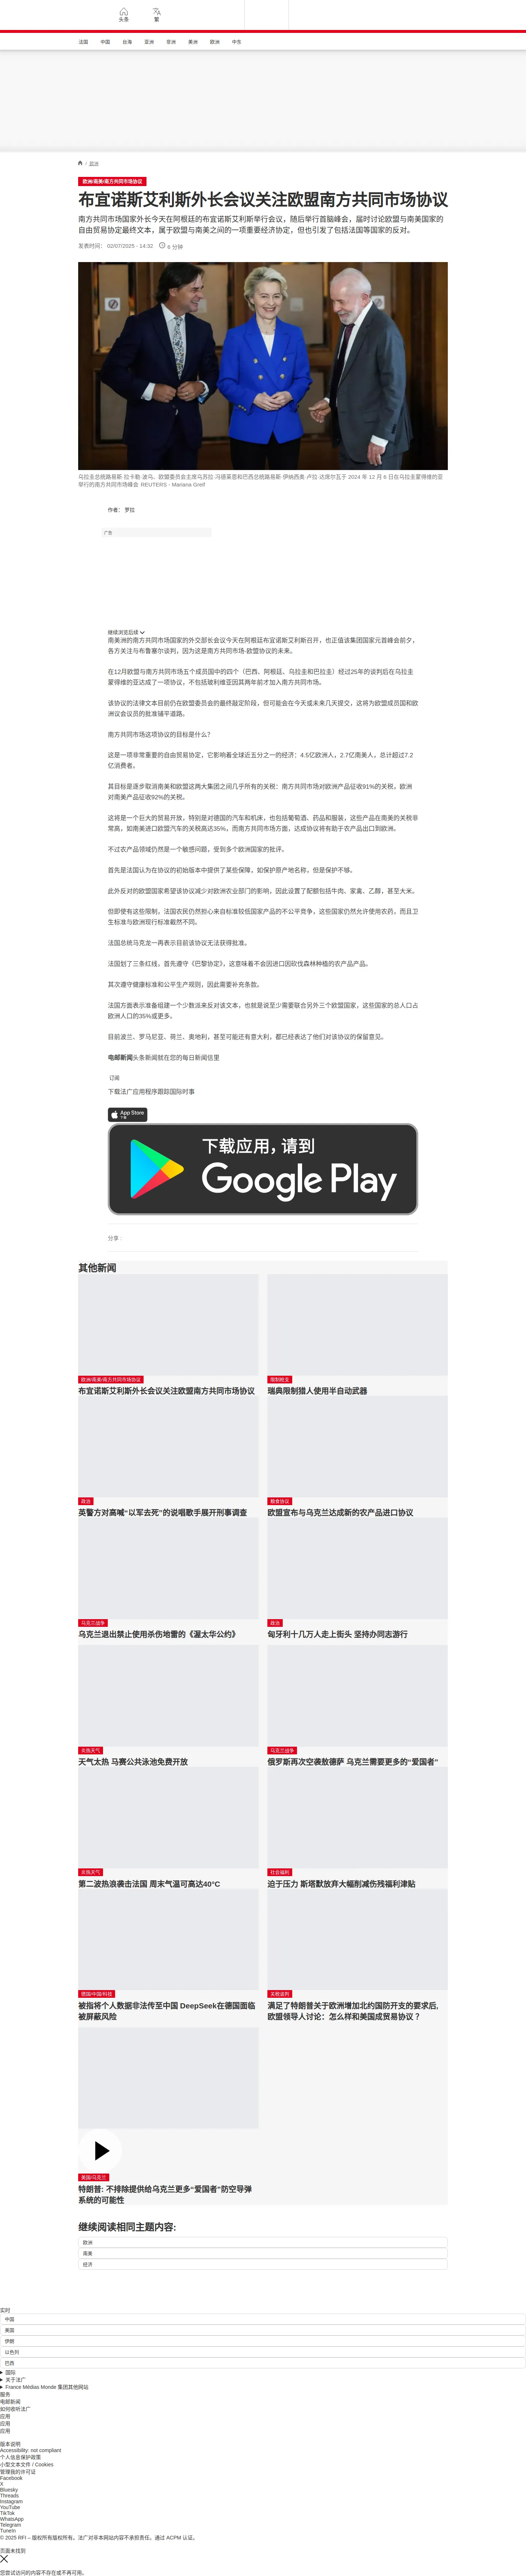 头条
繁
法国
中国
台海
亚洲
非洲
美洲
欧洲
中东
/ 欧洲
欧洲/南美/南方共同市场协议
布宜诺斯艾利斯外长会议关注欧盟南方共同市场协议
南方共同市场国家外长今天在阿根廷的布宜诺斯艾利斯举行会议，随后举行首脑峰会，届时讨论欧盟与南美国家的
自由贸易协定最终文本，属于欧盟与南美之间的一项重要经济协定，但也引发了包括法国等国家的反对。
发表时间： 02/07/2025 - 14:32
6 分钟
乌拉圭总统路易斯·拉卡勒·波乌、欧盟委员会主席乌苏拉·冯德莱恩和巴西总统路易斯·伊纳西奥·卢拉·达席尔瓦于 2024 年 12 月 6 日在乌拉圭蒙得维的亚
举行的南方共同市场峰会 REUTERS - Mariana Greif
作者： 罗拉
广告
继续浏览后续
南美洲的南方共同市场国家的外交部长会议今天在阿根廷布宜诺斯艾利斯召开，也正值该集团国家元首峰会前夕，
各方关注与布鲁塞尔谈判，因为这是南方共同市场-欧盟协议的未来。
在12月欧盟与南方共同市场五个成员国中的四个（巴西、阿根廷、乌拉圭和巴拉圭）经过25年的谈判后在乌拉圭
蒙得维的亚达成了一项协议，不包括玻利维亚因其两年前才加入南方共同市场。
该协议的法律文本目前仍在欧盟委员会的最终敲定阶段，但可能会在今天或未来几天提交，这将为欧盟成员国和欧
洲议会议员的批准铺平道路。
南方共同市场这项协议的目标是什么？
这是一项非常重要的自由贸易协定，它影响着全球近五分之一的经济：4.5亿欧洲人，2.7亿南美人，总计超过7.2
亿消费者。
其目标是逐步取消南美和欧盟这两大集团之间几乎所有的关税：南方共同市场对欧洲产品征收91%的关税，欧洲
对南美产品征收92%的关税。
这将是一个巨大的贸易开放，特别是对德国的汽车和机床，也包括葡萄酒、药品和服装，这些产品在南美的关税非
常高，如南美进口欧盟汽车的关税高达35%，而南方共同市场方面，达成协议将有助于农产品出口到欧洲。
不过农产品领域仍然是一个敏感问题，受到多个欧洲国家的批评。
首先是法国认为在协议的初始版本中提供了某些保障，如保护原产地名称，但是保护不够。
此外反对的欧盟国家希望该协议减少对欧洲农业部门的影响，因此设置了配额包括牛肉、家禽、乙醇，甚至大米。
但即便有这些限制，法国农民仍然担心来自标准较低国家产品的不公平竞争，这些国家仍然允许使用农药，而且卫
生标准与欧洲现行标准截然不同。
法国总统马克龙一再表示目前该协议无法获得批准。
法国划了三条红线，首先遵守《巴黎协定》，这意味着不会因进口因砍伐森林种植的农产品产品。
其次遵守健康标准和公平生产规则，因此需要补充条款。
法国方面表示准备组建一个少数派来反对该文本，也就是说至少需要联合另外三个欧盟国家，这些国家的总人口占
欧洲人口的35%或更多。
目前波兰、罗马尼亚、荷兰、奥地利，甚至可能还有意大利，都已经表达了他们对该协议的保留意见。
电邮新闻头条新闻就在您的每日新闻信里
订阅
下载法广应用程序跟踪国际时事
App Store
下载
下载应用，请到
Google Play
分享 :
其他新闻
欧洲/南美/南方共同市场协议
布宜诺斯艾利斯外长会议关注欧盟南方共同市场协议
限制枪支
瑞典限制猎人使用半自动武器
政治
英警方对高喊“以军去死”的说唱歌手展开刑事调查
粮食协议
欧盟宣布与乌克兰达成新的农产品进口协议
乌克兰战争
乌克兰退出禁止使用杀伤地雷的《渥太华公约》
政治
匈牙利十几万人走上街头 坚持办同志游行
炎热天气
天气太热 马赛公共泳池免费开放
乌克兰战争
俄罗斯再次空袭敖德萨 乌克兰需要更多的“爱国者”
炎热天气
第二波热浪袭击法国 周末气温可高达40°C
社会福利
迫于压力 斯塔默放弃大幅削减伤残福利津贴
德国/中国/科技
被指将个人数据非法传至中国 DeepSeek在德国面临
被屏蔽风险
关税谈判
满足了特朗普关于欧洲增加北约国防开支的要求后,
欧盟领导人讨论：怎么样和美国成贸易协议 ？
美国/乌克兰
特朗普: 不排除提供给乌克兰更多“爱国者”防空导弹
系统的可能性
继续阅读相同主题内容:
欧洲
南美
经济
实时
中国
美国
伊朗
以色列
巴西
国际
关于法广
France Médias Monde 集团其他网站
服务
电邮新闻
如何收听法广
应用
应用
应用
版本说明
Accessibility: not compliant
个人信息保护政策
小型文本文件 / Cookies
管理我的许可证
Facebook
X
Bluesky
Threads
Instagram
YouTube
TikTok
WhatsApp
Telegram
TuneIn
© 2025 RFI – 版权所有版权所有。法广对非本网站内容不承担责任。通过 ACPM 认证。
页面未找到
您尝试访问的内容不存在或不再可用。